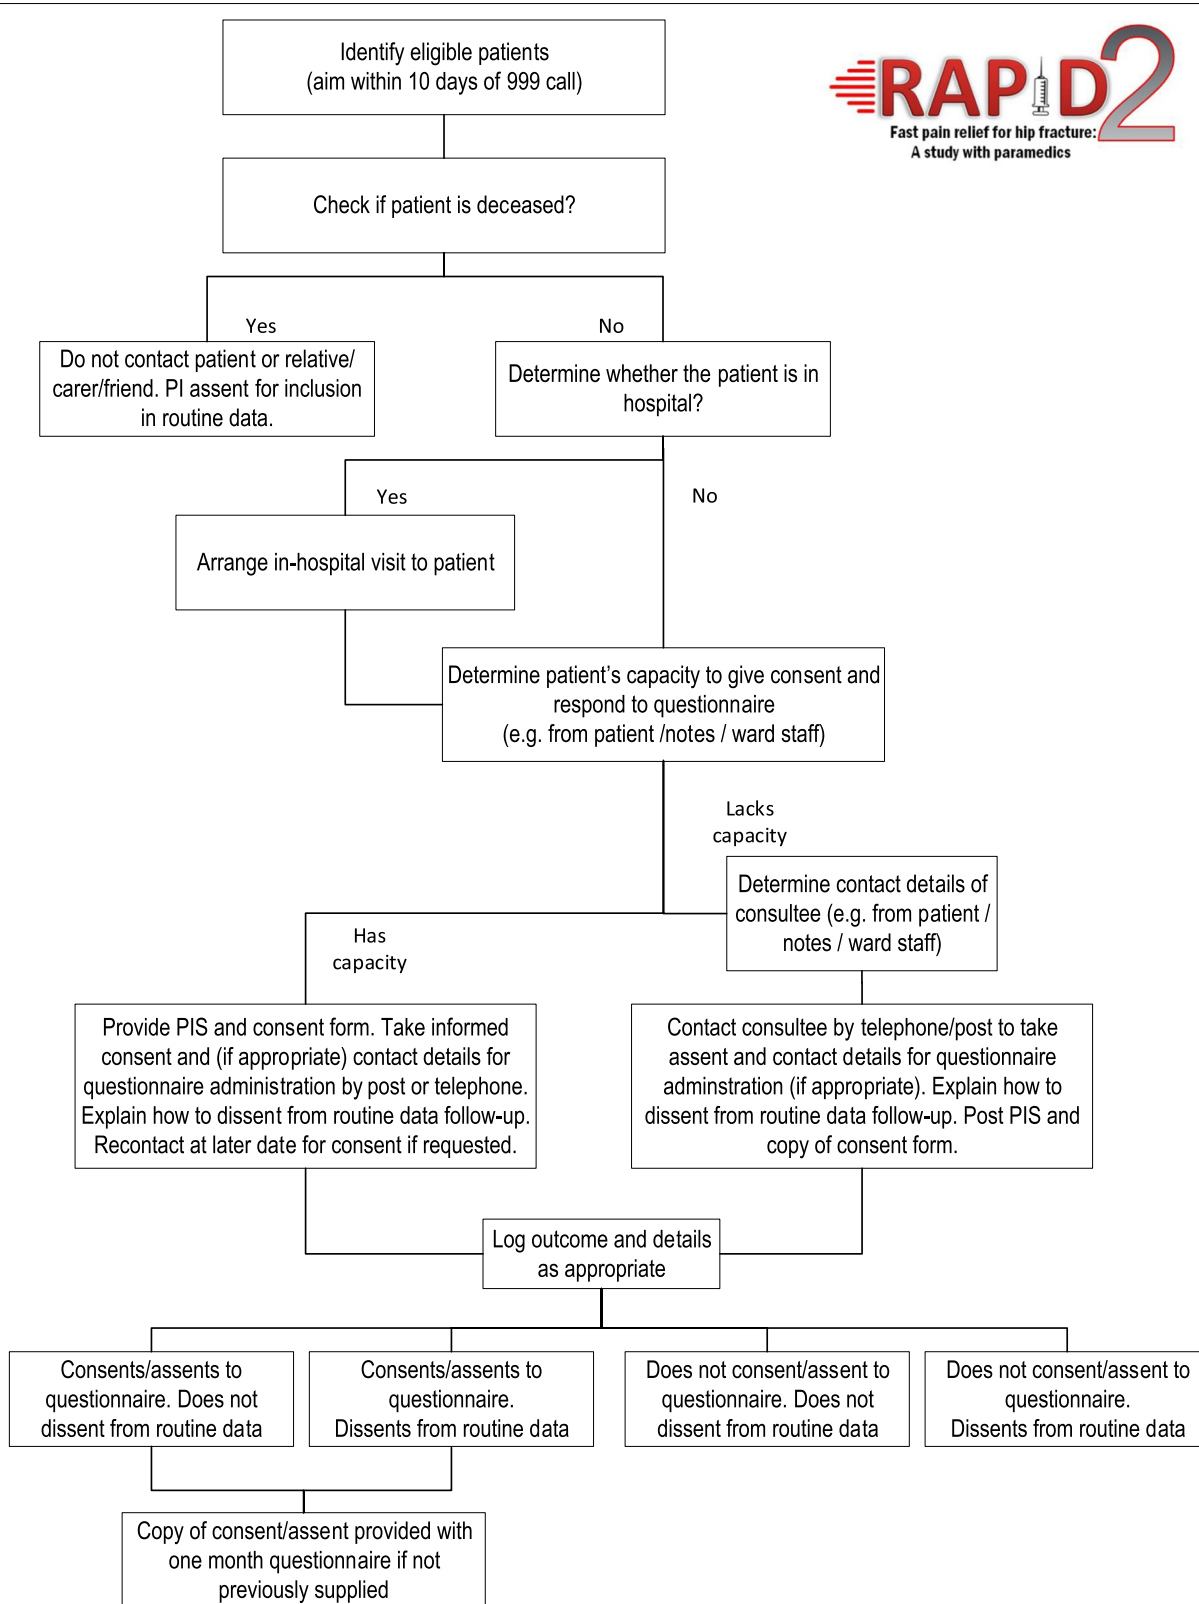 Identify eligible patients
(aim within 10 days of 999 call)
RAPID2
Fast pain relief for hip fracture:
A study with paramedics
Check if patient is deceased?
Yes
No
Do not contact patient or relative/
carer/friend. PI assent for inclusion
in routine data.
Determine whether the patient is in
hospital?
Yes
No
Arrange in-hospital visit to patient
Determine patient’s capacity to give consent and
respond to questionnaire
(e.g. from patient /notes / ward staff)
Lacks
capacity
Determine contact details of
consultee (e.g. from patient /
notes / ward staff)
Has
capacity
Provide PIS and consent form. Take informed
consent and (if appropriate) contact details for
questionnaire administration by post or telephone.
Explain how to dissent from routine data follow-up.
Recontact at later date for consent if requested.
Contact consultee by telephone/post to take
assent and contact details for questionnaire
adminstration (if appropriate). Explain how to
dissent from routine data follow-up. Post PIS and
copy of consent form.
Log outcome and details
as appropriate
Consents/assents to
questionnaire. Does not
dissent from routine data
Consents/assents to
questionnaire.
Dissents from routine data
Does not consent/assent to
questionnaire. Does not
dissent from routine data
Does not consent/assent to
questionnaire.
Dissents from routine data
Copy of consent/assent provided with
one month questionnaire if not
previously supplied